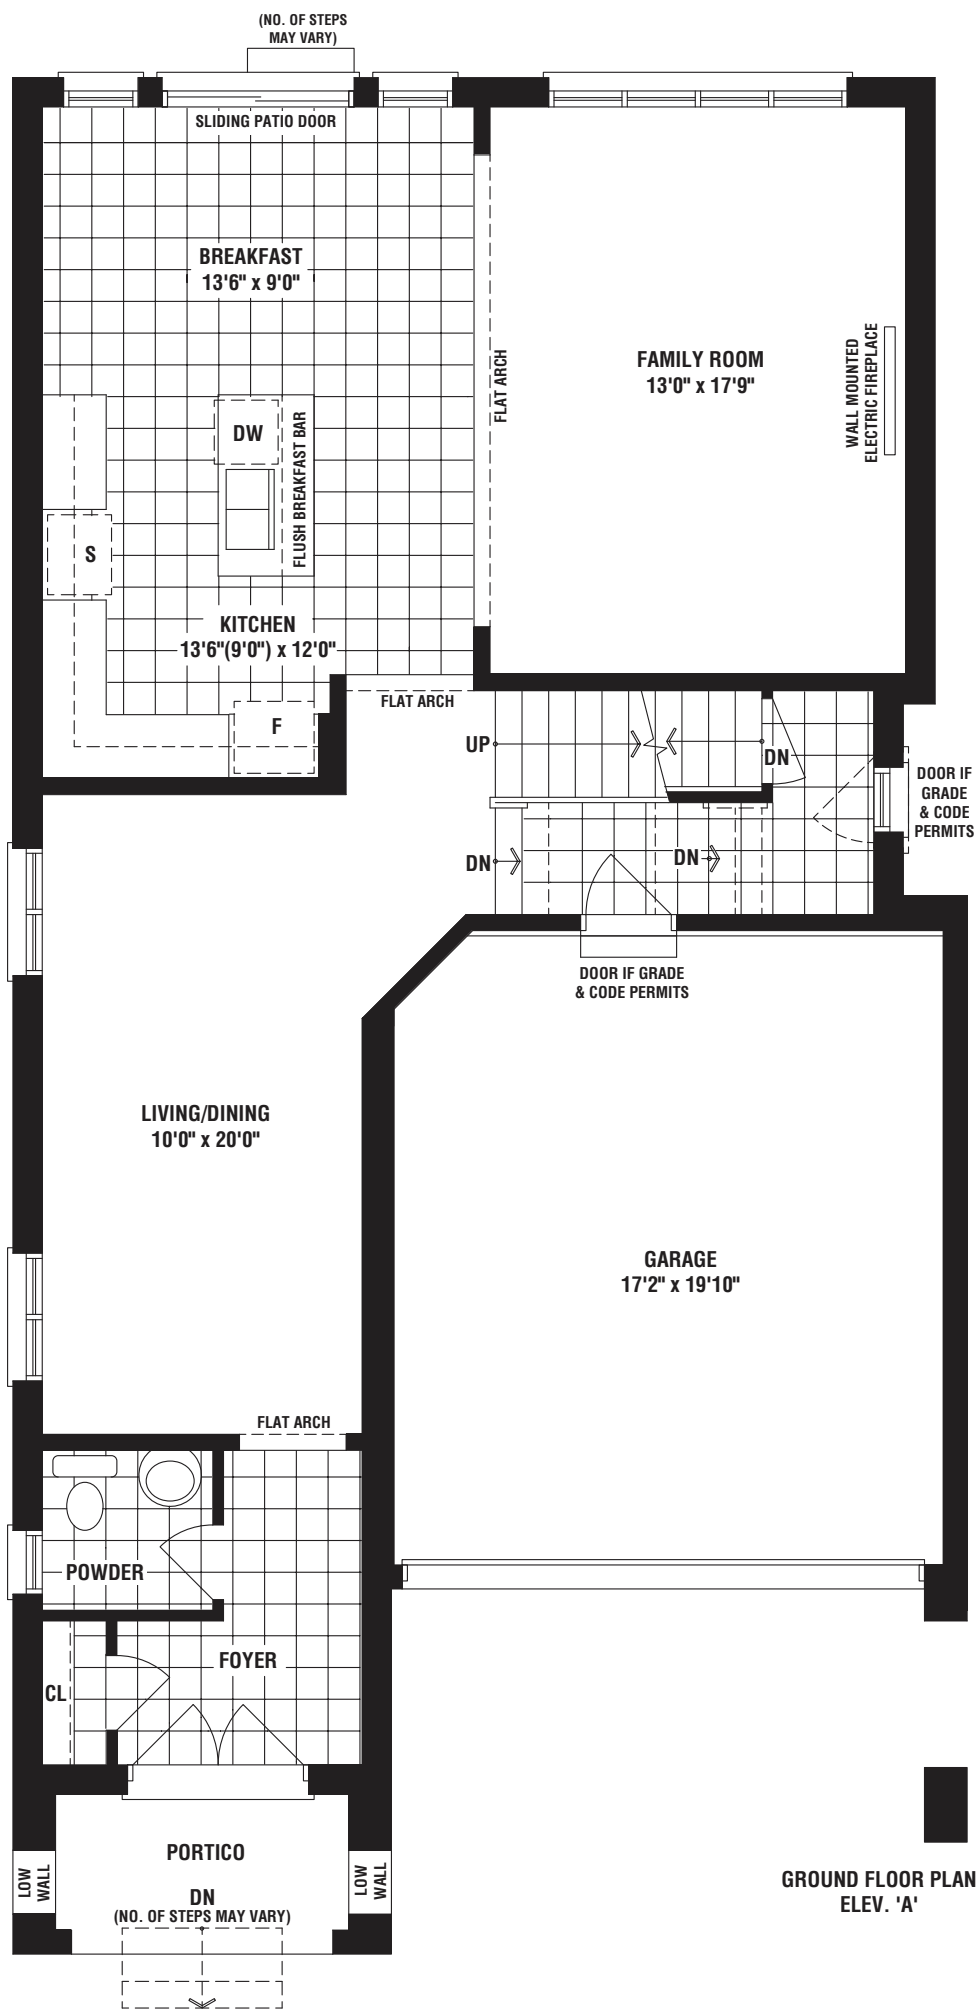 (NO. OF STEPS
MAY VARY)
SLIDING PATIO DOOR
BREAKFAST
13'6" x 9'0"
FAMILY ROOM
13'0" x 17'9"
WALL MOUNTED
ELECTRIC FIREPLACE
FLAT ARCH
DW
FLUSH BREAKFAST BAR
S
KITCHEN
13'6"(9'0") x 12'0"
F
FLAT ARCH
UP
DN
DOOR IF
GRADE
& CODE
PERMITS
DN
DN
DOOR IF GRADE
& CODE PERMITS
LIVING/DINING
10'0" x 20'0"
GARAGE
17'2" x 19'10"
FLAT ARCH
POWDER
FOYER
CL
PORTICO
LOW
WALL
LOW
WALL
DN
(NO. OF STEPS MAY VARY)
GROUND FLOOR PLAN
ELEV. 'A'